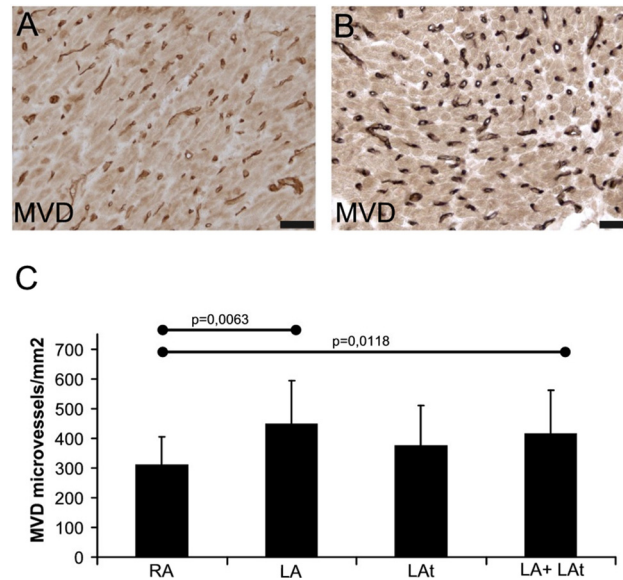 A
B
MVD
MVD
C
p=0,0063
p=0,0118
MVD microvessels/mm2
700
600
500
400
300
200
100
0
RA
LA
LAt
LA+ LAt